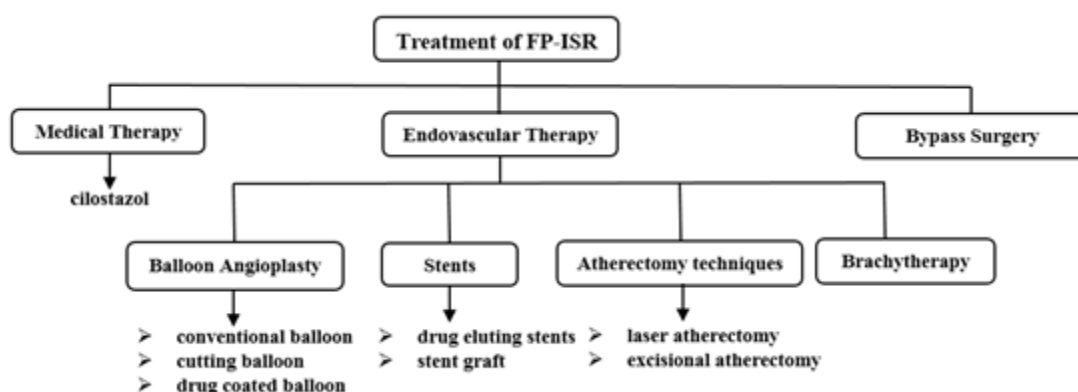 Treatment of FP-ISR
Medical Therapy
Endovascular Therapy
Bypass Surgery
cilostazol
Balloon Angioplasty
Stents
Atherectomy techniques
Brachytherapy
➢ conventional balloon
➢ cutting balloon
➢ drug coated balloon
➢ drug eluting stents
➢ stent graft
➢ laser atherectomy
➢ excisional atherectomy